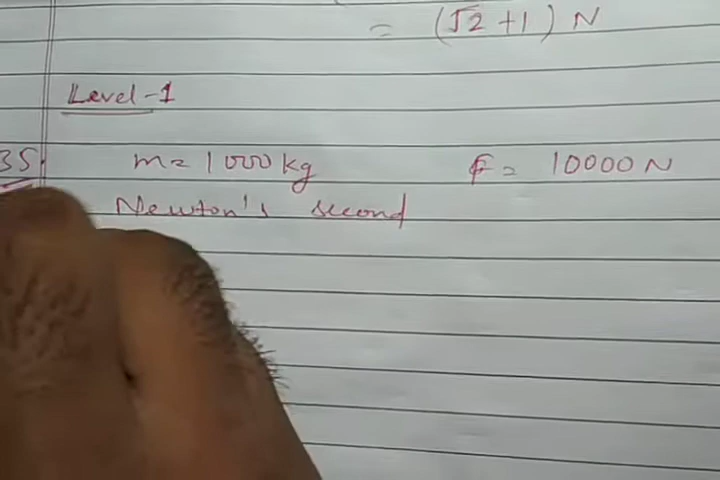 = (√2 +1) N
Level-1
35. m= 1000 kg F= 10000 N
Newton's second